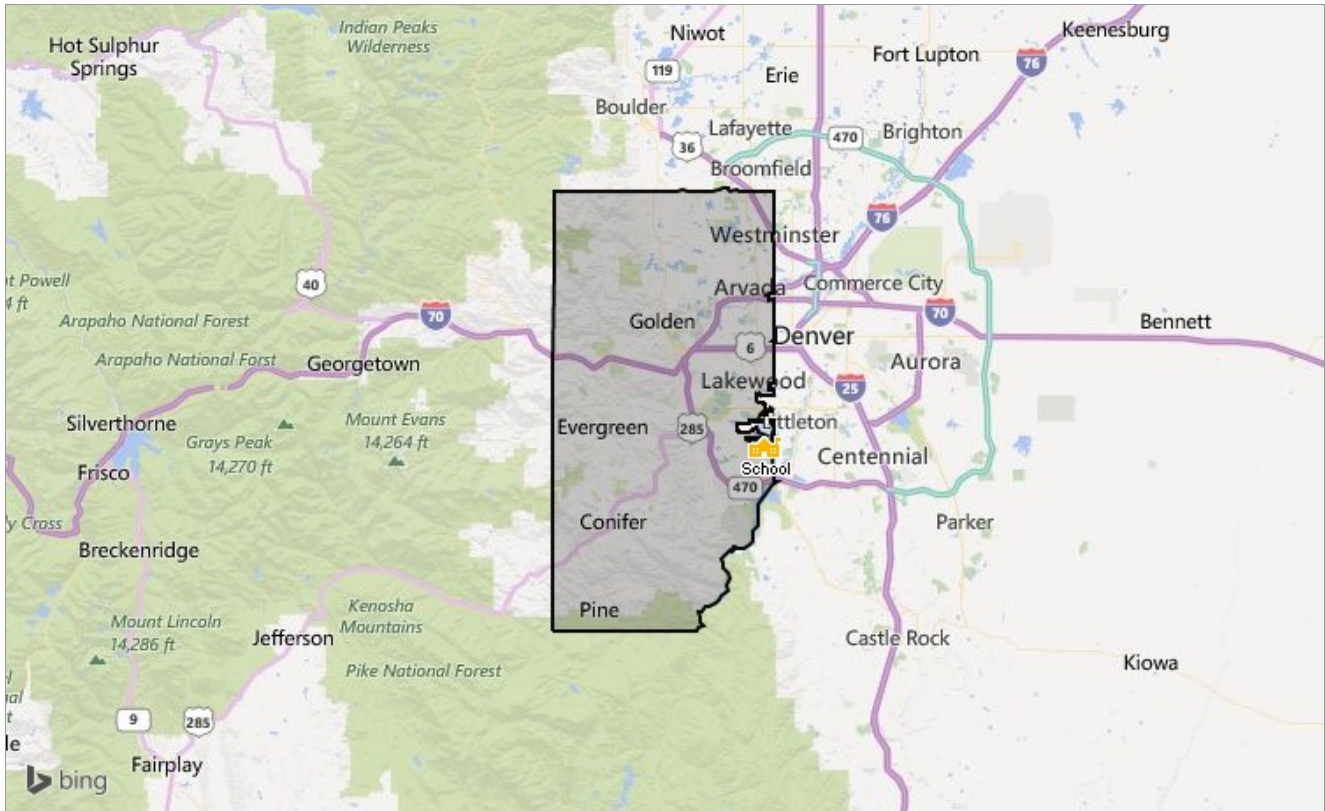 Indian Peaks
Wilderness
Niwot
Keenesburg
Hot Sulphur
Springs
Fort Lupton
76
119
Erie
Boulder
Lafayette
470
Brighton
36
Broomfield
76
Westminster
40
Powell
4 ft
Arvada
Commerce City
70
70
Arapaho National Forest
Golden
Bennett
Denver
6
Arapaho National Forst
Georgetown
Aurora
Lakewood
25
Silverthorne
Mount Evans
14,264 ft
Evergreen
285
Littleton
Grays Peak
14,270 ft
Centennial
Frisco
School
470
Cross
Conifer
Parker
Breckenridge
Kenosha
Mountains
Pine
Mount Lincoln
14,286 ft
Jefferson
Castle Rock
Kiowa
Pike National Forest
9
285
Fairplay
bing